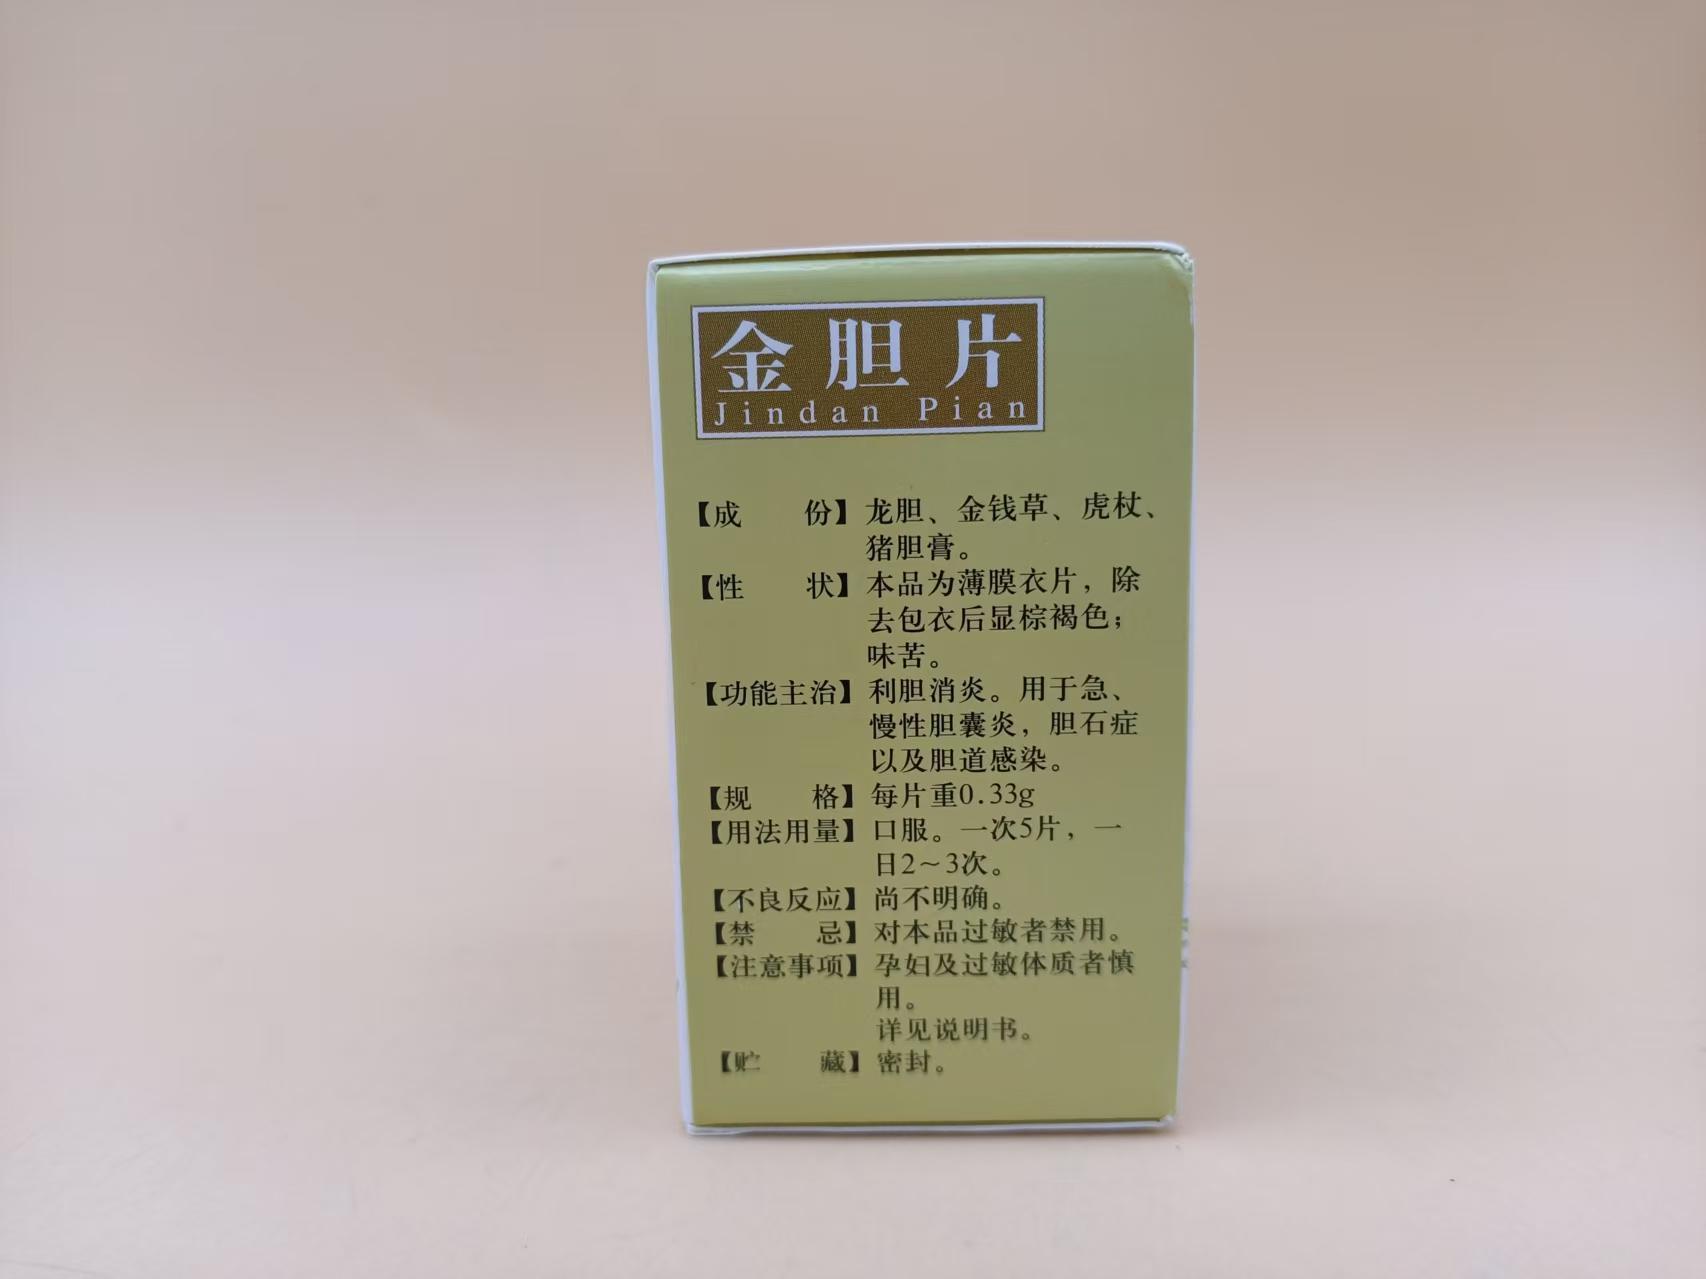 金胆片
Jindan Pian
【成 份】龙胆、金钱草、虎杖、
猪胆膏。
【性 状】本品为薄膜衣片，除
去包衣后显棕褐色；
味苦。
【功能主治】利胆消炎。用于急、
慢性胆囊炎，胆石症
以及胆道感染。
【规 格】每片重0.33g
【用法用量】口服。一次5片，一
日2～3次。
【不良反应】尚不明确。
【禁 忌】对本品过敏者禁用。
【注意事项】孕妇及过敏体质者慎
用。
详见说明书。
【贮 藏】密封。